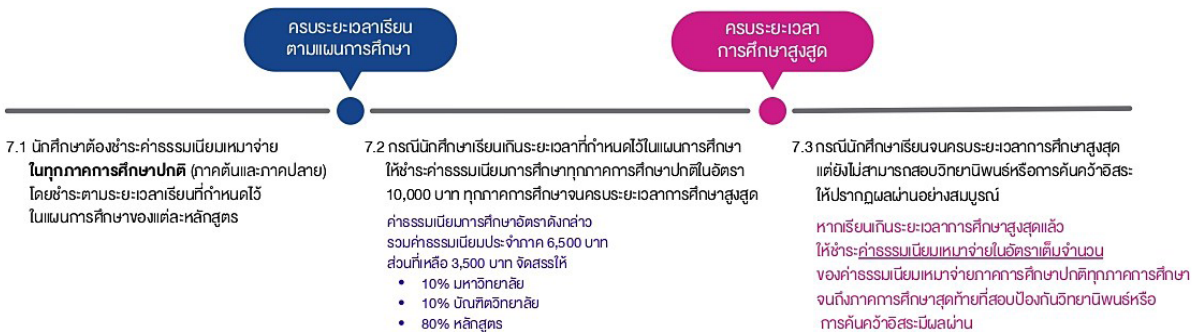 ครบระยะเวลาเรียน
ตามแผนการศึกษา
ครบระยะเวลา
การศึกษาสูงสุด
7.1 นักศึกษาต้องชำระค่าธรรมเนียมเหมาจ่าย
ในทุกภาคการศึกษาปกติ (ภาคต้นและภาคปลาย)
โดยชำระตามระยะเวลาเรียนที่กำหนดไว้
ในแผนการศึกษาของแต่ละหลักสูตร
7.2 กรณีนักศึกษาเรียนเกินระยะเวลาที่กำหนดไว้ในแผนการศึกษา
ให้ชำระค่าธรรมเนียมการศึกษาทุกภาคการศึกษาปกติในอัตรา
10,000 บาท ทุกภาคการศึกษาจนครบระยะเวลาการศึกษาสูงสุด
ค่าธรรมเนียมการศึกษาอัตราดังกล่าว
รวมค่าธรรมเนียมประจำภาค 6,500 บาท
ส่วนที่เหลือ 3,500 บาท จัดสรรให้
• 10% มหาวิทยาลัย
• 10% บัณฑิตวิทยาลัย
• 80% หลักสูตร
7.3 กรณีนักศึกษาเรียนจนครบระยะเวลาการศึกษาสูงสุด
แต่ยังไม่สามารถสอบวิทยานิพนธ์หรือการค้นคว้าอิสระ
ให้ปรากฏผลผ่านอย่างสมบูรณ์
หากเรียนเกินระยะเวลาการศึกษาสูงสุดแล้ว
ให้ชำระค่าธรรมเนียมเหมาจ่ายในอัตราเต็มจำนวน
ของค่าธรรมเนียมเหมาจ่ายภาคการศึกษาปกติทุกภาคการศึกษา
จนถึงภาคการศึกษาสุดท้ายที่สอบป้องกันวิทยานิพนธ์หรือ
การค้นคว้าอิสระมีผลผ่าน